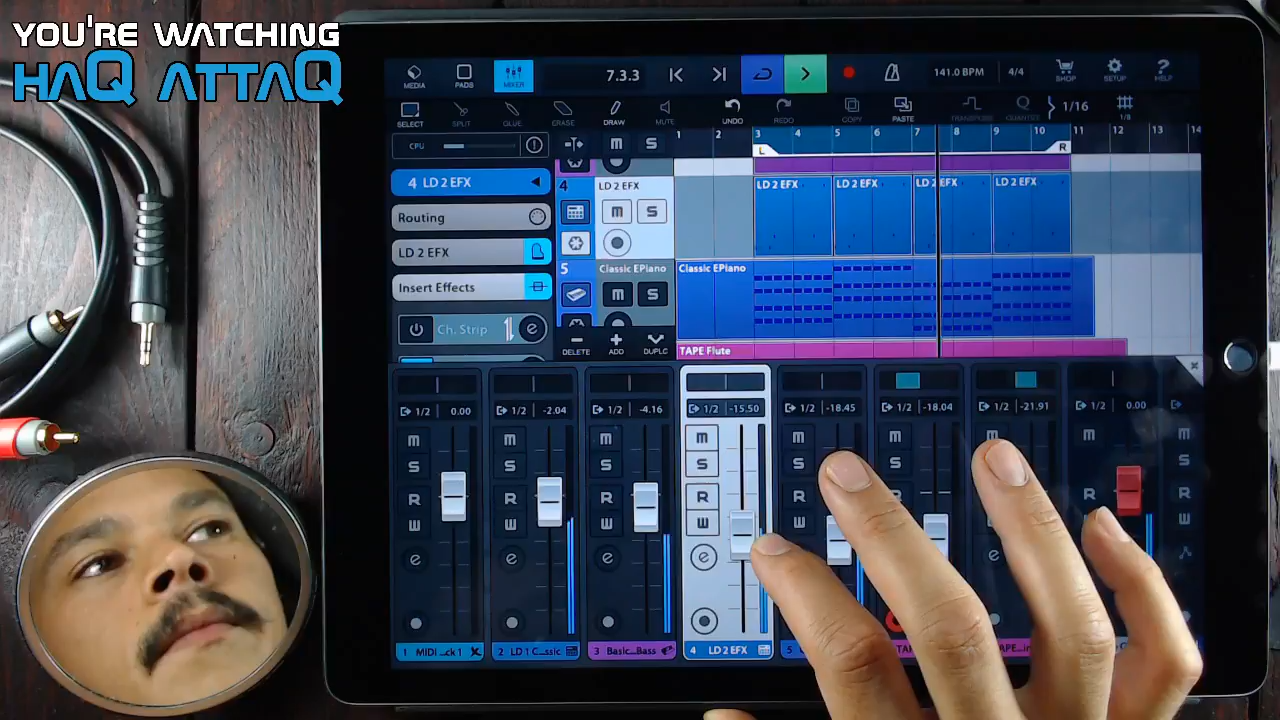 YOU'RE WATCHING
HAQ ATTAQ
MEDIA
PADS
MIXER
7.3.3
141.0 BPM
4/4
SHOP
SETUP
HELP
SELECT
SPLIT
GLUE
ERASE
DRAW
MUTE
UNDO
REDO
COPY
PASTE
TRANSPOSE
QUANTIZE
1/16
1/8
CPU
M S
1 2 3 4 5 6 7 8 9 10 11 12 13 14
L R
4 LD 2 EFX
4 LD 2 EFX
LD 2 EFX LD 2 EFX LD 2 EFX LD 2 EFX
M S
Routing
LD 2 EFX
5 Classic EPiano
Classic EPiano
M S
Insert Effects
Ch. Strip e
DELETE
ADD
DUPLC
TAPE Flute
1/2 0.00
1/2 -2.04
1/2 -4.16
1/2 -15.50
1/2 -18.45
1/2 -18.04
1/2 -21.91
1/2 0.00
M M M M M M M M M
S S S S S S
S
R R R R R R R
W W W W W W
e e e e e
1 MIDI ...ck 1
2 LD 1 C...ssic
3 Basic...Bass
4 LD 2 EFX
5